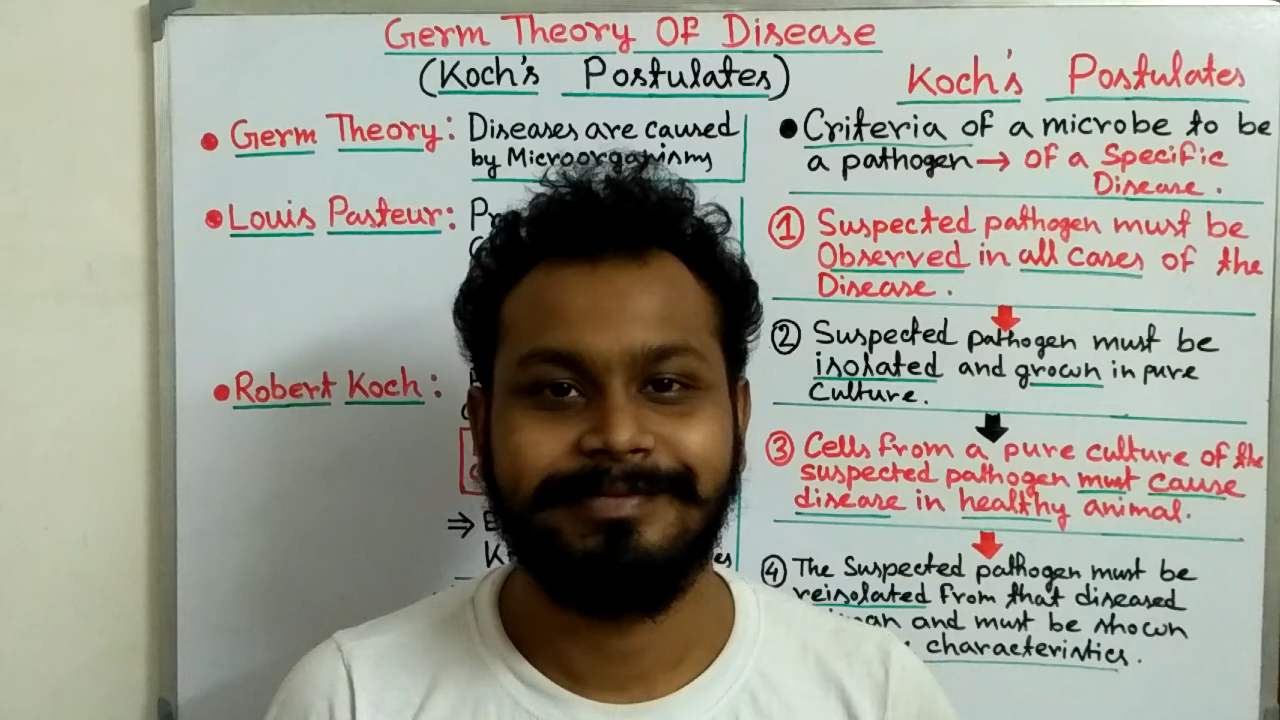 Germ Theory Of Disease
(Koch's Postulates)
• Germ Theory: Diseases are caused
by Microorganisms
• Louis Pasteur:
• Robert Koch:
⇒
Koch's Postulates
• Criteria of a microbe to be
a pathogen → of a Specific
Disease.
① Suspected pathogen must be
Observed in all cases of the
Disease.
② Suspected pathogen must be
isolated and grown in pure
Culture.
③ Cells from a pure culture of the
suspected pathogen must cause
disease in healthy animal.
④ The Suspected pathogen must be
reisolated from that diseased
and must be shown
characteristics.